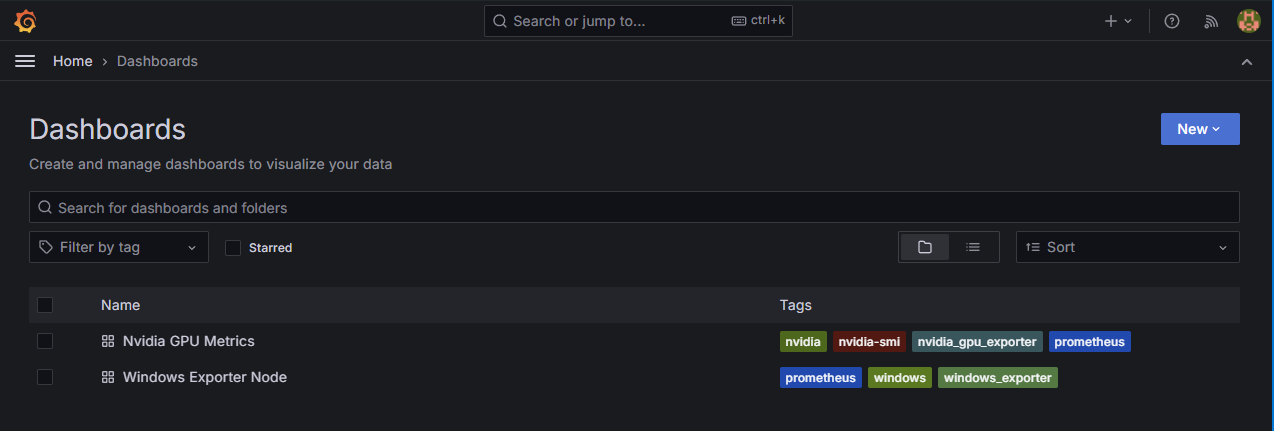 Search or jump to... ctrl+k
Home › Dashboards
Dashboards
New
Create and manage dashboards to visualize your data
Search for dashboards and folders
Filter by tag Starred Sort
Name Tags
Nvidia GPU Metrics nvidia nvidia-smi nvidia_gpu_exporter prometheus
Windows Exporter Node prometheus windows windows_exporter